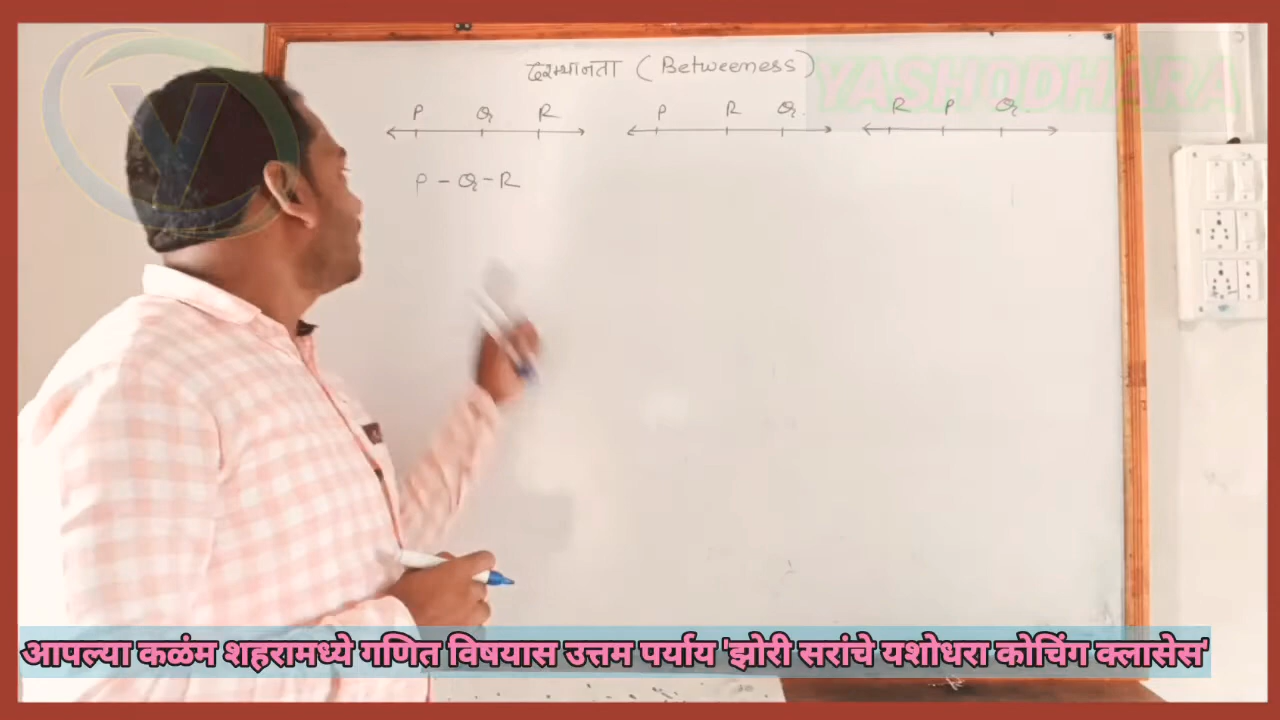 दरम्यानता (Betweeness)
YASHODHARA
P Q R
P R Q
R P Q
P - Q - R
आपल्या कळंम शहरामध्ये गणित विषयास उत्तम पर्याय 'झोरी सरांचे यशोधरा कोचिंग क्लासेस'